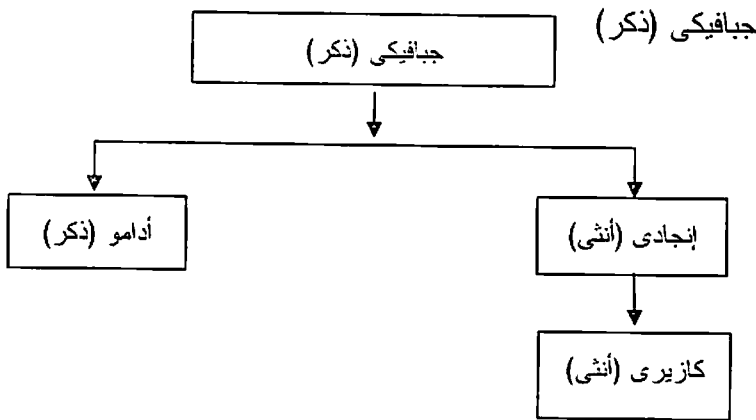 جبافيكى (ذكر)
جبافيكى (ذكر)
إنجادى (أنثى)
أدامو (ذكر)
كازيرى (أنثى)